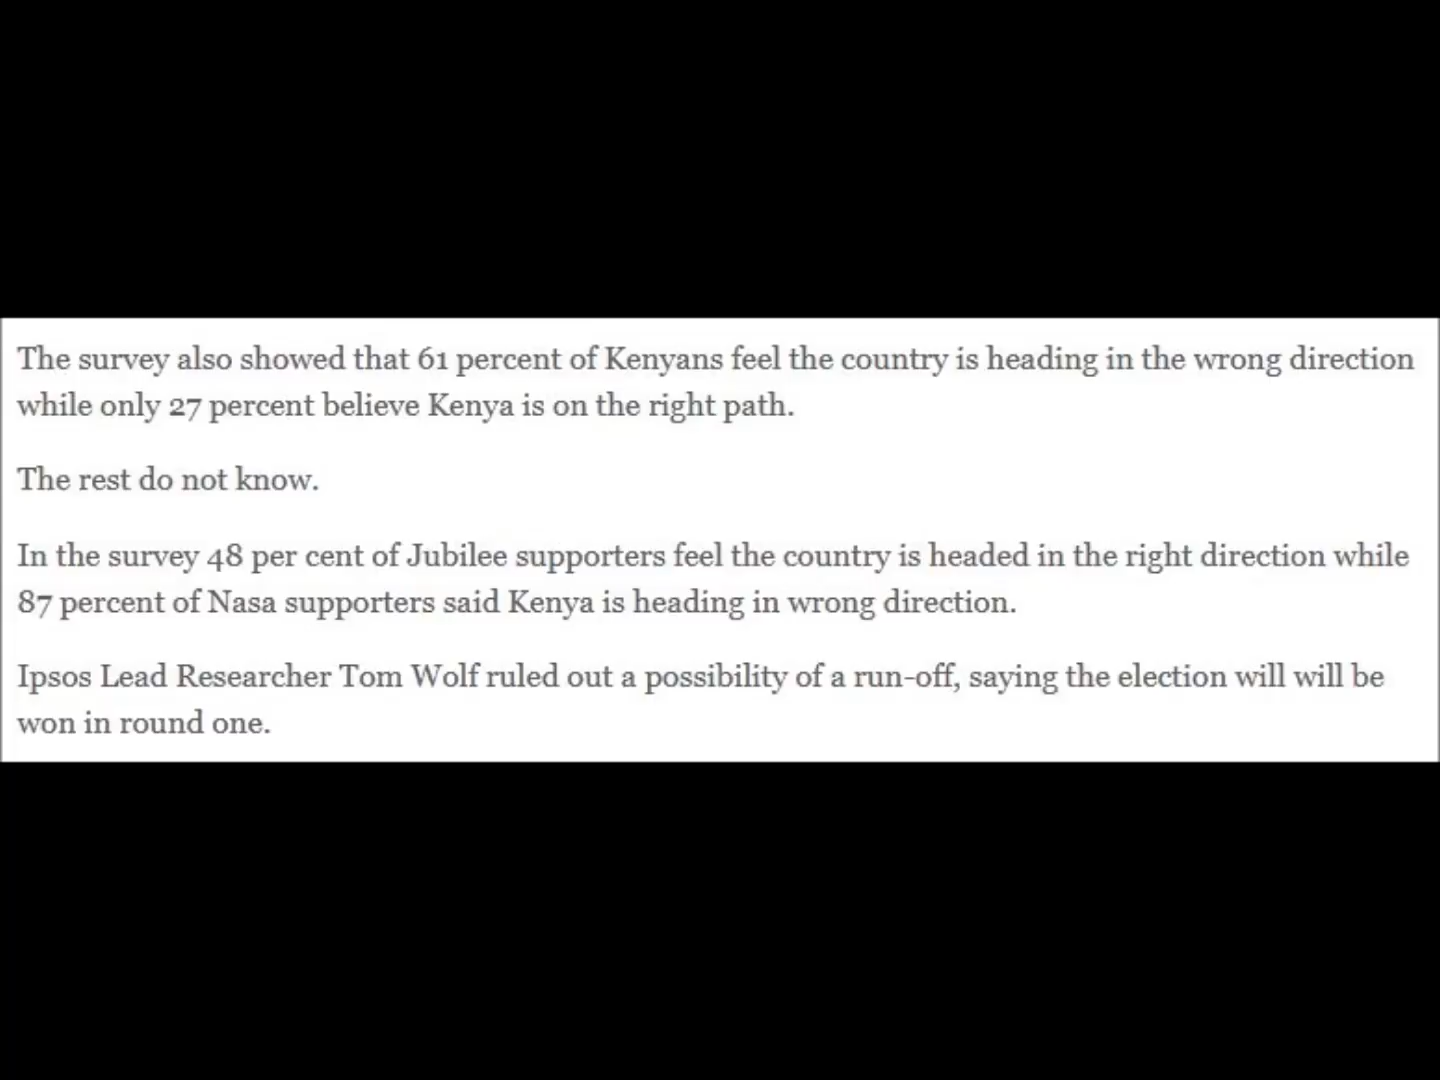 The survey also showed that 61 percent of Kenyans feel the country is heading in the wrong direction
while only 27 percent believe Kenya is on the right path.
The rest do not know.
In the survey 48 per cent of Jubilee supporters feel the country is headed in the right direction while
87 percent of Nasa supporters said Kenya is heading in wrong direction.
Ipsos Lead Researcher Tom Wolf ruled out a possibility of a run-off, saying the election will will be
won in round one.